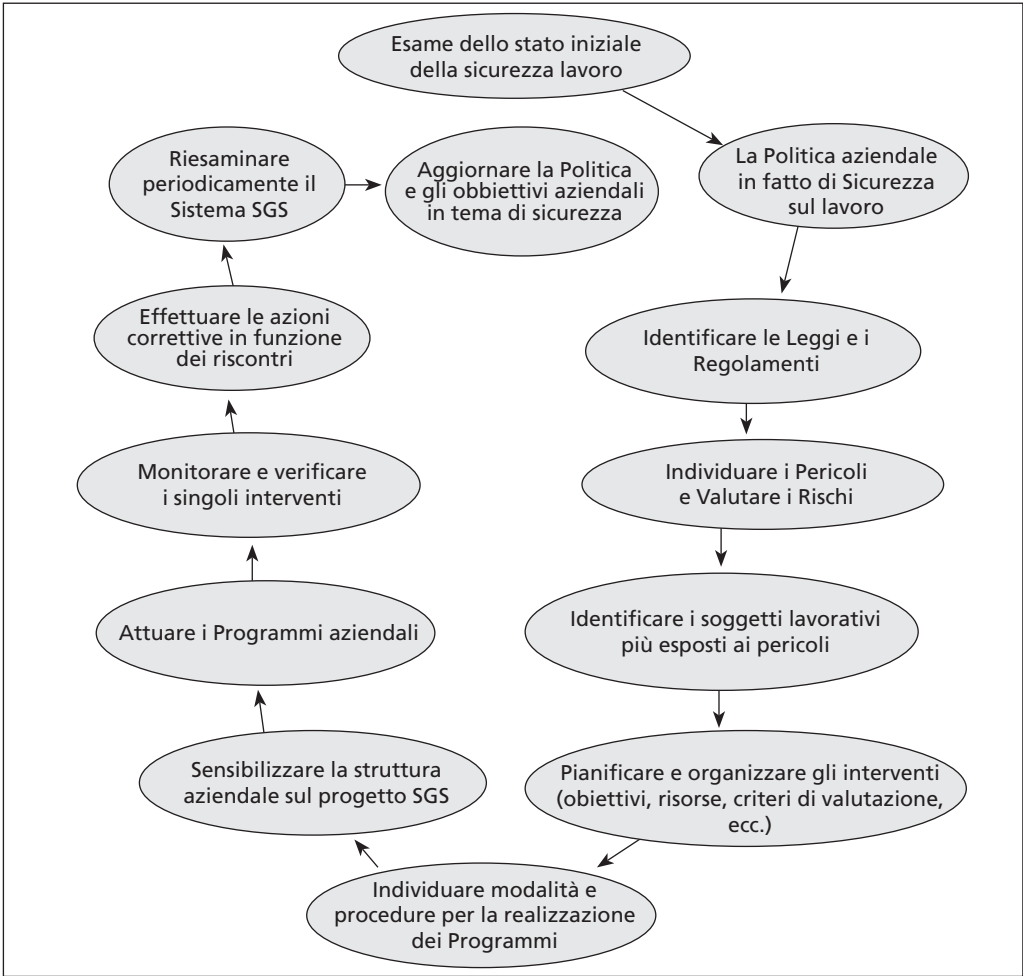 Esame dello stato iniziale
della sicurezza lavoro
La Politica aziendale
in fatto di Sicurezza
sul lavoro
Identificare le Leggi e i
Regolamenti
Individuare i Pericoli
e Valutare i Rischi
Identificare i soggetti lavorativi
più esposti ai pericoli
Pianificare e organizzare gli interventi
(obiettivi, risorse, criteri di valutazione,
ecc.)
Individuare modalità e
procedure per la realizzazione
dei Programmi
Sensibilizzare la struttura
aziendale sul progetto SGS
Attuare i Programmi aziendali
Monitorare e verificare
i singoli interventi
Effettuare le azioni
correttive in funzione
dei riscontri
Riesaminare
periodicamente il
Sistema SGS
Aggiornare la Politica
e gli obbiettivi aziendali
in tema di sicurezza